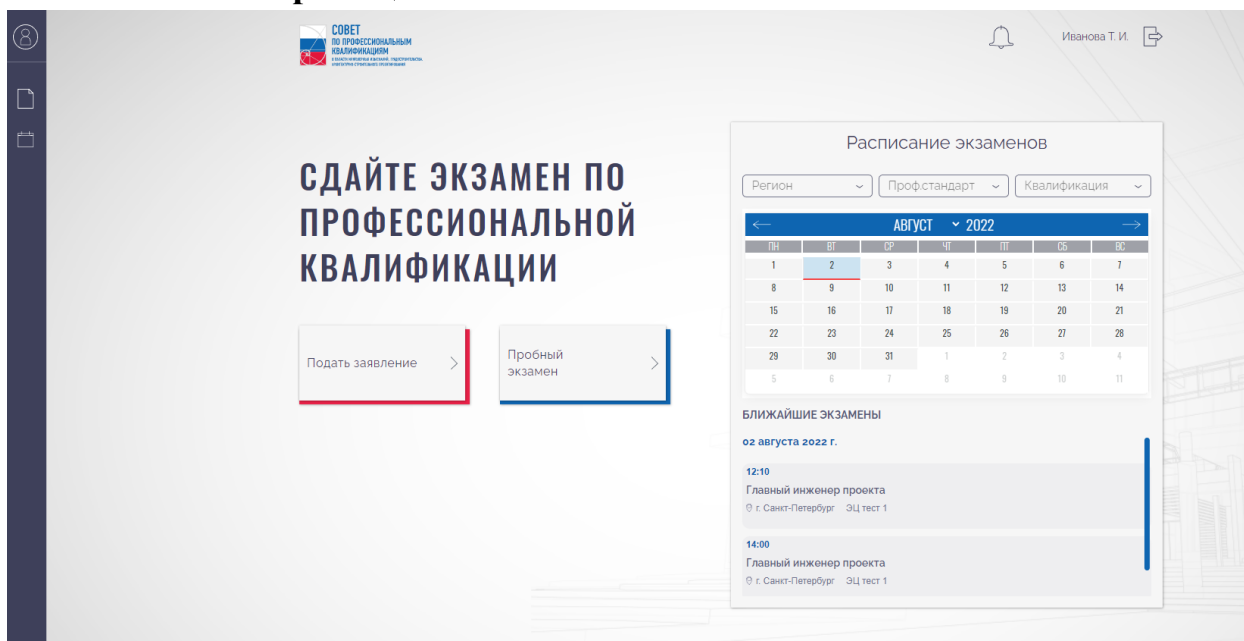 СОВЕТ
ПО ПРОФЕССИОНАЛЬНЫМ
КВАЛИФИКАЦИЯМ
Иванова Т. И.
СДАЙТЕ ЭКЗАМЕН ПО
ПРОФЕССИОНАЛЬНОЙ
КВАЛИФИКАЦИИ
Подать заявление
Пробный
экзамен
Расписание экзаменов
Регион Проф.стандарт Квалификация
АВГУСТ 2022
ПН ВТ СР ЧТ ПТ СБ ВС
1 2 3 4 5 6 7
8 9 10 11 12 13 14
15 16 17 18 19 20 21
22 23 24 25 26 27 28
29 30 31 1 2 3 4
5 6 7 8 9 10 11
БЛИЖАЙШИЕ ЭКЗАМЕНЫ
02 августа 2022 г.
12:10
Главный инженер проекта
г. Санкт-Петербург ЭЦ тест 1
14:00
Главный инженер проекта
г. Санкт-Петербург ЭЦ тест 1